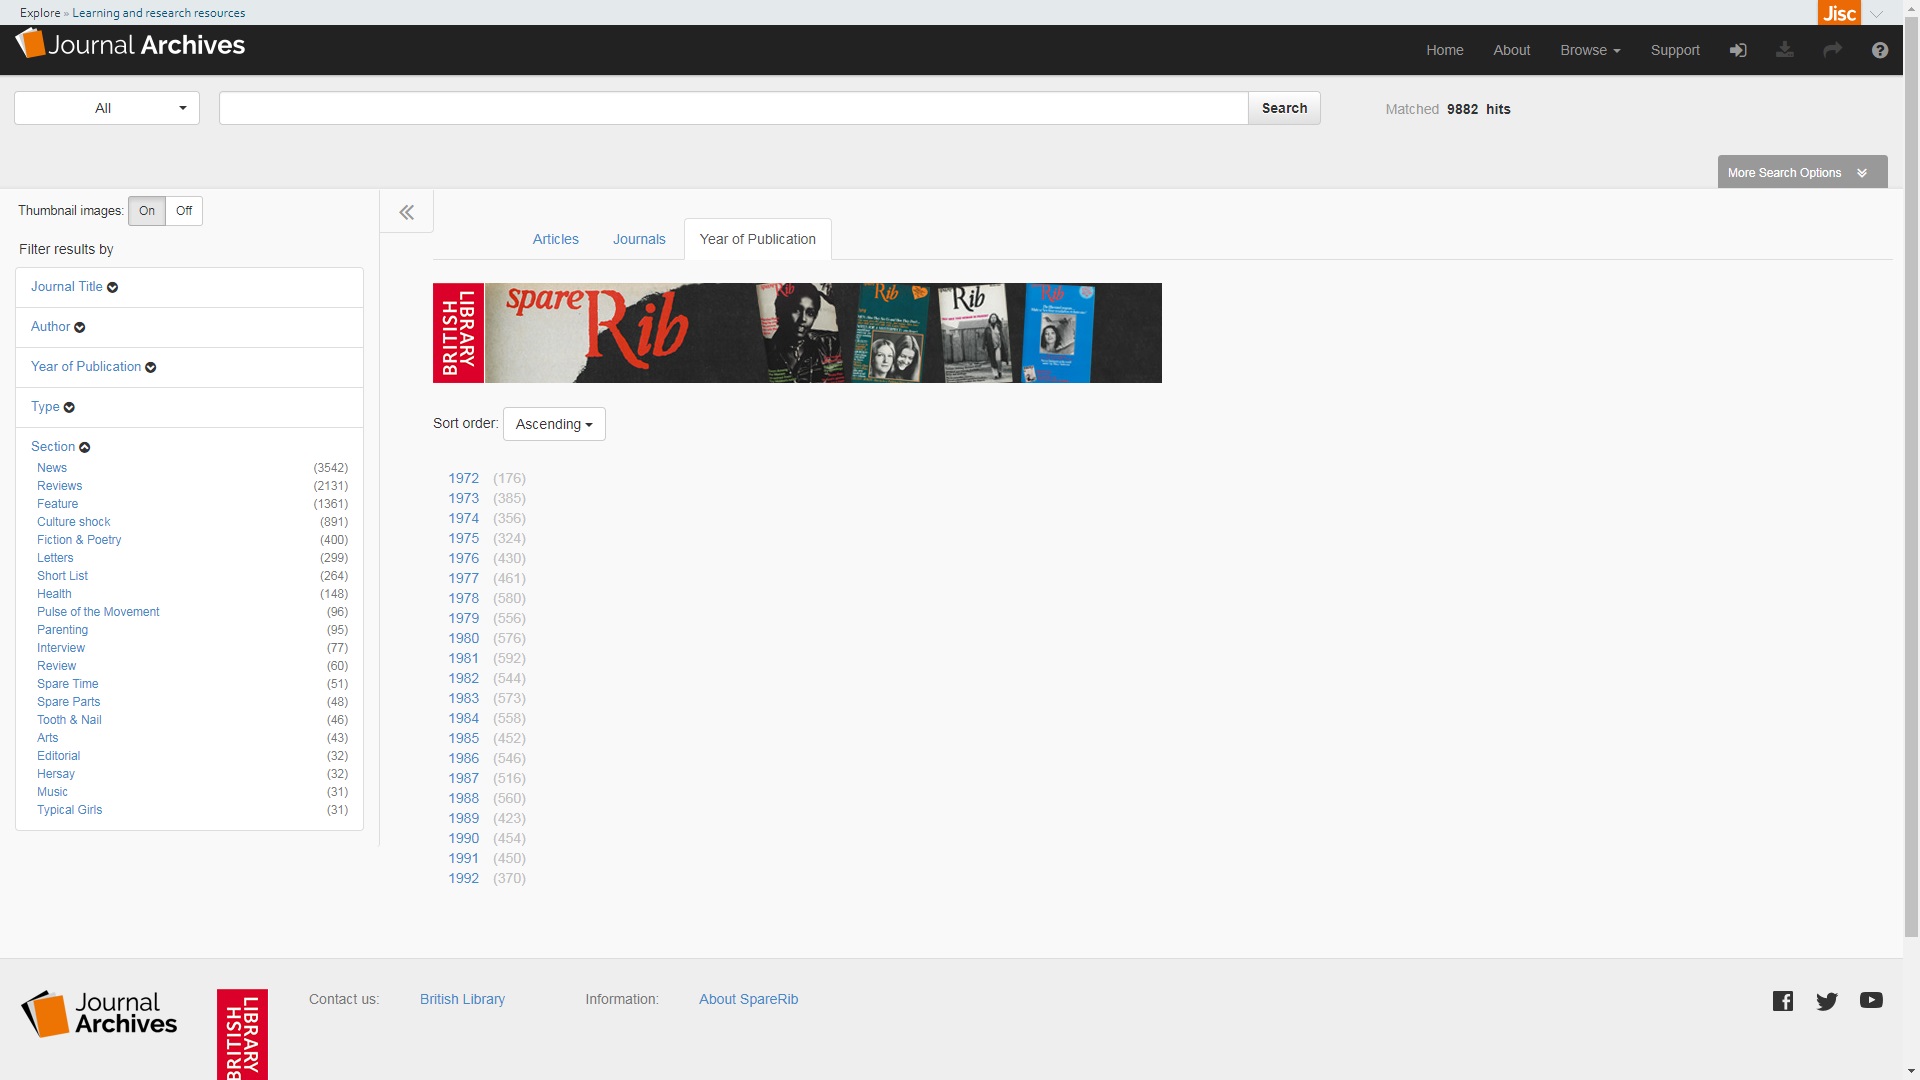 Explore » Learning and research resources
Jisc
Journal Archives
Home About Browse Support
All
Search
Matched 9882 hits
More Search Options
Thumbnail images: On Off
Filter results by
Journal Title
Author
Year of Publication
Type
Section
News (3542)
Reviews (2131)
Feature (1361)
Culture shock (891)
Fiction & Poetry (400)
Letters (299)
Short List (264)
Health (148)
Pulse of the Movement (96)
Parenting (95)
Interview (77)
Review (60)
Spare Time (51)
Spare Parts (48)
Tooth & Nail (46)
Arts (43)
Editorial (32)
Hersay (32)
Music (31)
Typical Girls (31)
Articles Journals Year of Publication
BRITISH
LIBRARY
spare Rib
Rib
Rib
Rib
Sort order: Ascending
1972 (176)
1973 (385)
1974 (356)
1975 (324)
1976 (430)
1977 (461)
1978 (580)
1979 (556)
1980 (576)
1981 (592)
1982 (544)
1983 (573)
1984 (558)
1985 (452)
1986 (546)
1987 (516)
1988 (560)
1989 (423)
1990 (454)
1991 (450)
1992 (370)
Journal
Archives
BRITISH
LIBRARY
Contact us: British Library Information: About SpareRib